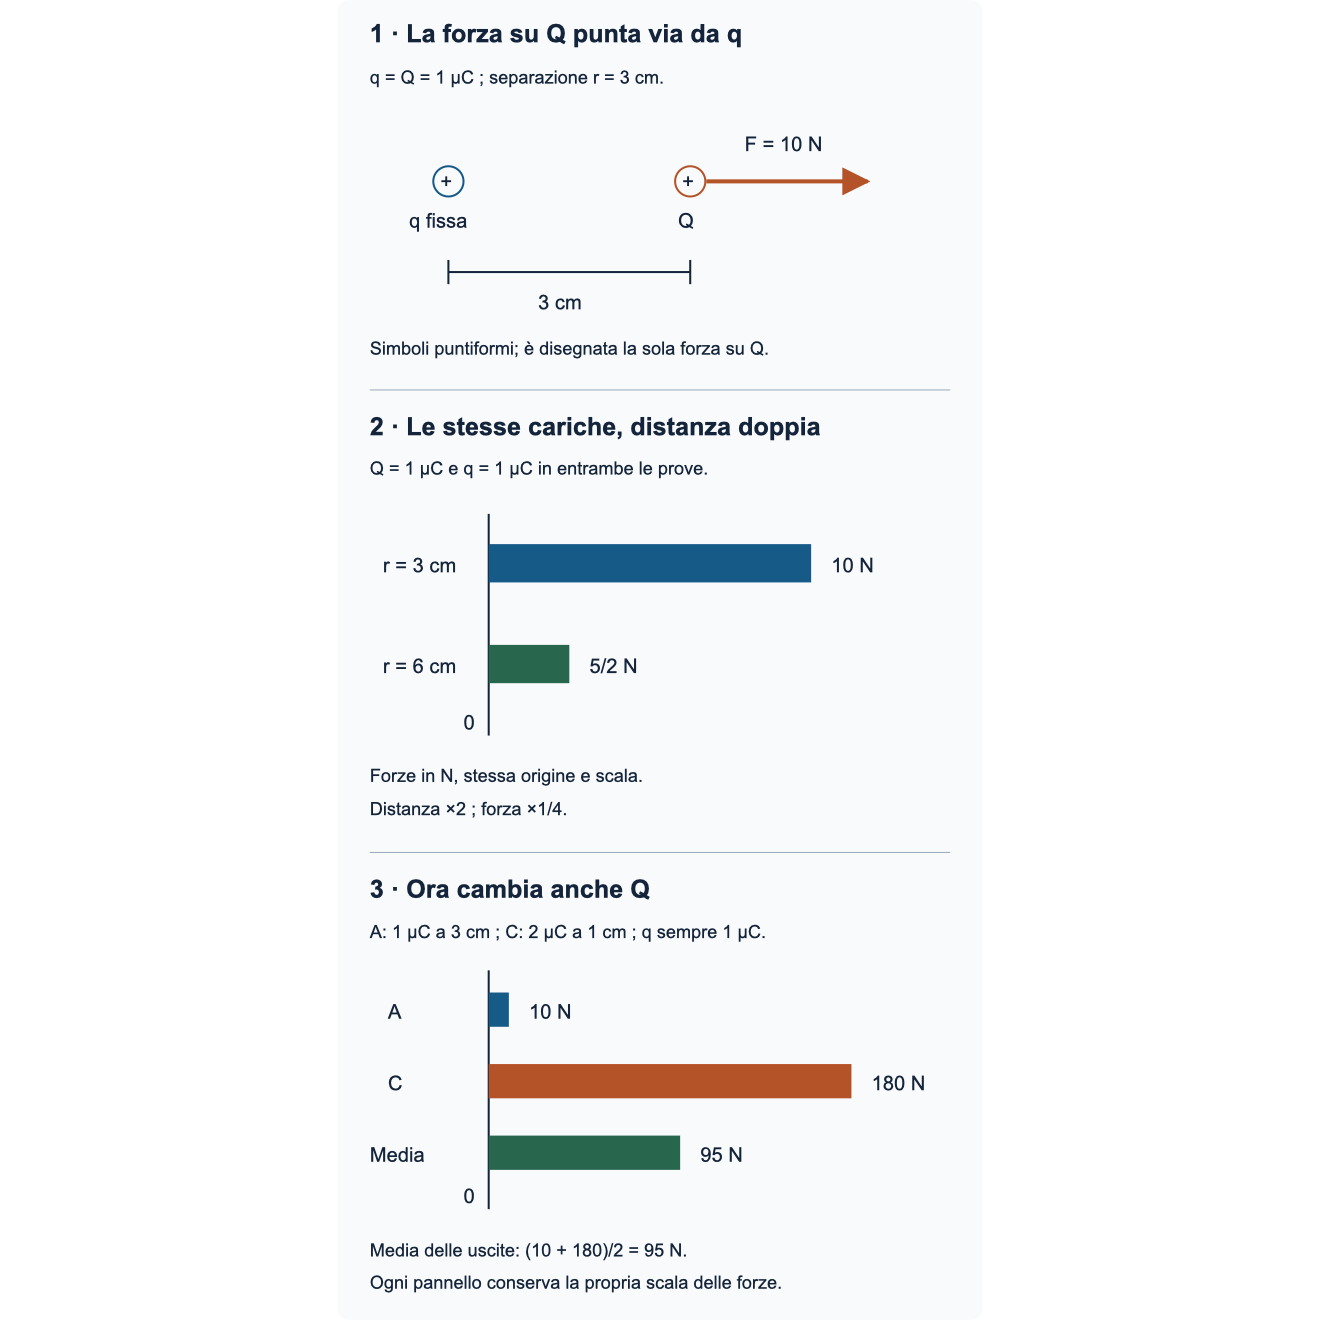 1 · La forza su Q punta via da q
q = Q = 1 μC ; separazione r = 3 cm.
F = 10 N
+
+
q fissa
Q
3 cm
Simboli puntiformi; è disegnata la sola forza su Q.
2 · Le stesse cariche, distanza doppia
Q = 1 μC e q = 1 μC in entrambe le prove.
r = 3 cm
10 N
r = 6 cm
5/2 N
0
Forze in N, stessa origine e scala.
Distanza ×2 ; forza ×1/4.
3 · Ora cambia anche Q
A: 1 μC a 3 cm ; C: 2 μC a 1 cm ; q sempre 1 μC.
A
10 N
C
180 N
Media
95 N
0
Media delle uscite: (10 + 180)/2 = 95 N.
Ogni pannello conserva la propria scala delle forze.